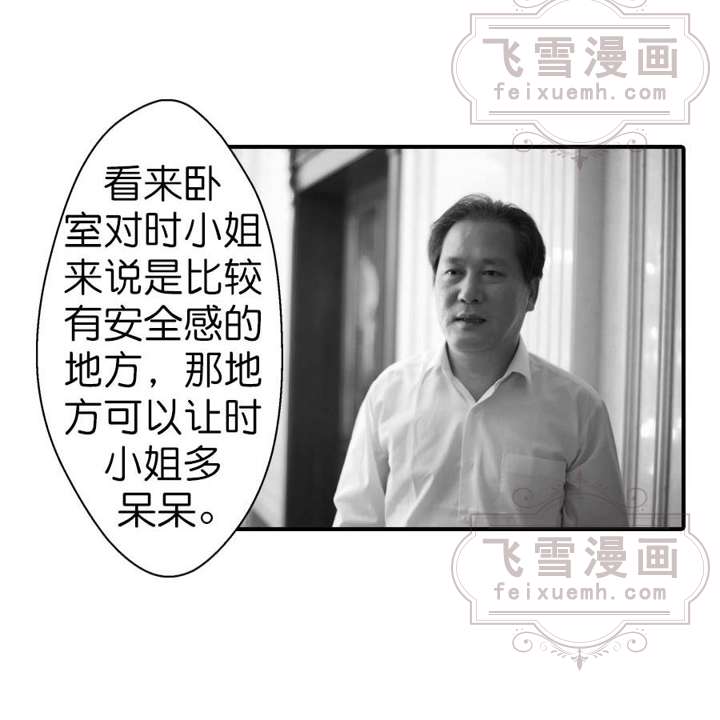 飞雪漫画
feixuemh.com
看来卧
室对时小姐
来说是比较
有安全感的
地方，那地
方可以让时
小姐多
呆呆。
飞雪漫画
feixuemh.com